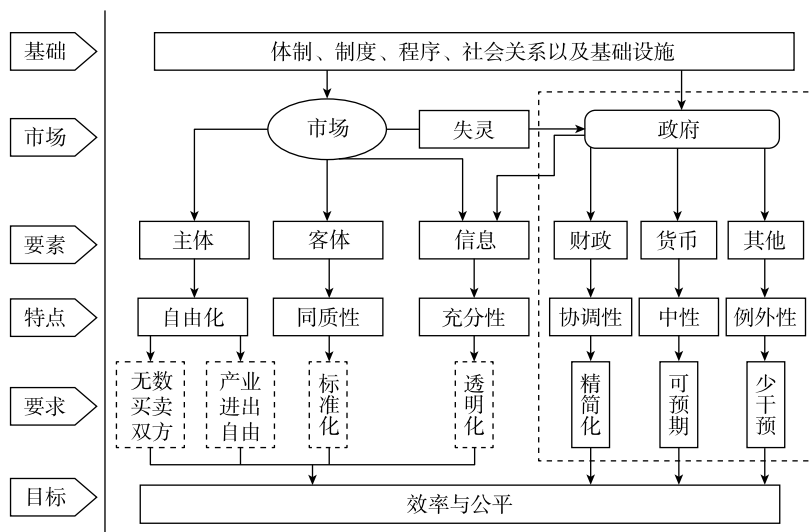 基础
体制、制度、程序、社会关系以及基础设施
市场
市场
失灵
政府
要素
主体
客体
信息
财政
货币
其他
特点
自由化
同质性
充分性
协调性
中性
例外性
要求
无数
买卖
双方
产业
进出
自由
标准化
透明化
精简化
可预期
少干预
目标
效率与公平